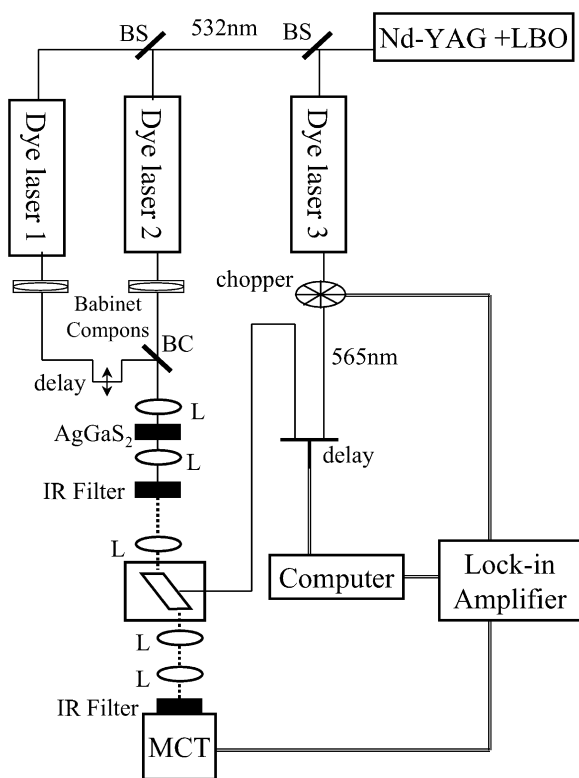 BS
532nm
BS
Nd-YAG +LBO
Dye laser 1
Dye laser 2
Dye laser 3
chopper
Babinet
Compons
BC
565nm
delay
L
AgGaS₂
L
delay
IR Filter
L
Computer
Lock-in
Amplifier
L
L
IR Filter
MCT